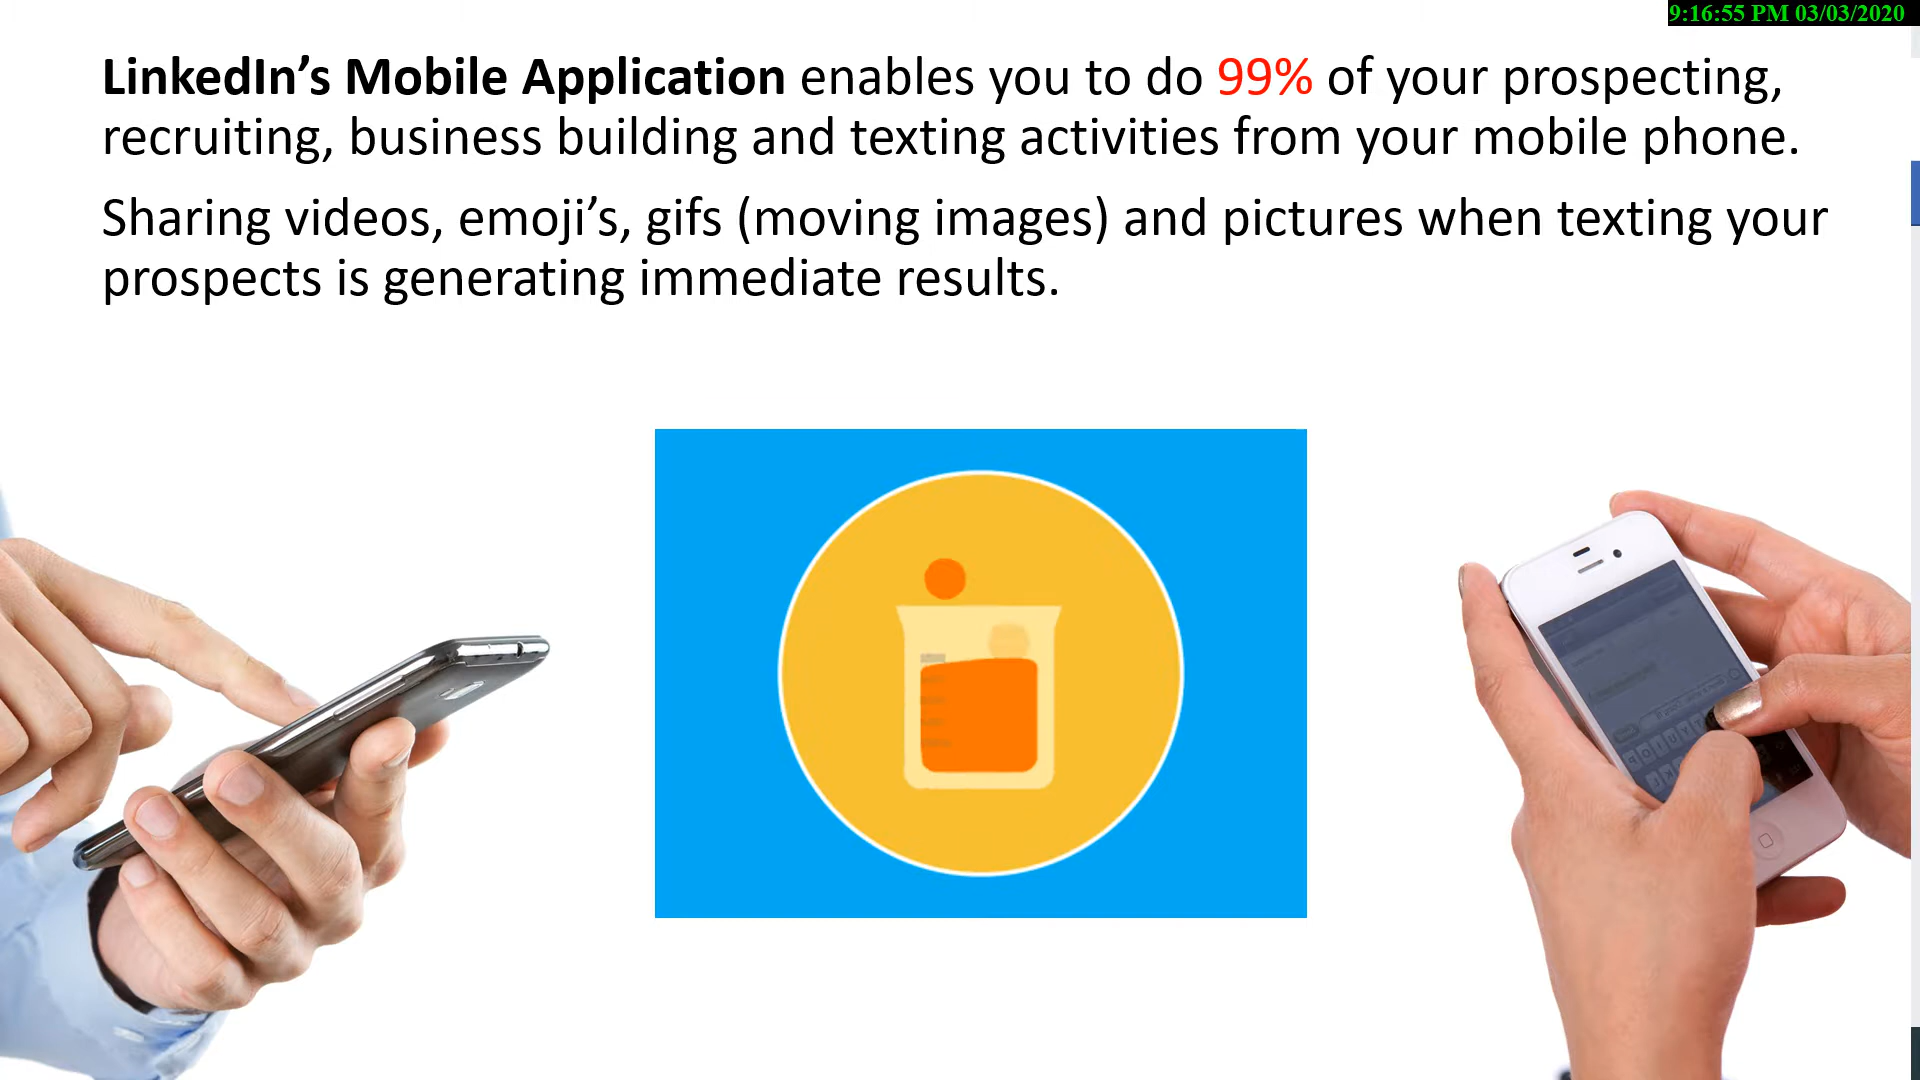 9:16:55 PM 03/03/2020
LinkedIn’s Mobile Application enables you to do 99% of your prospecting,
recruiting, business building and texting activities from your mobile phone.
Sharing videos, emoji’s, gifs (moving images) and pictures when texting your
prospects is generating immediate results.